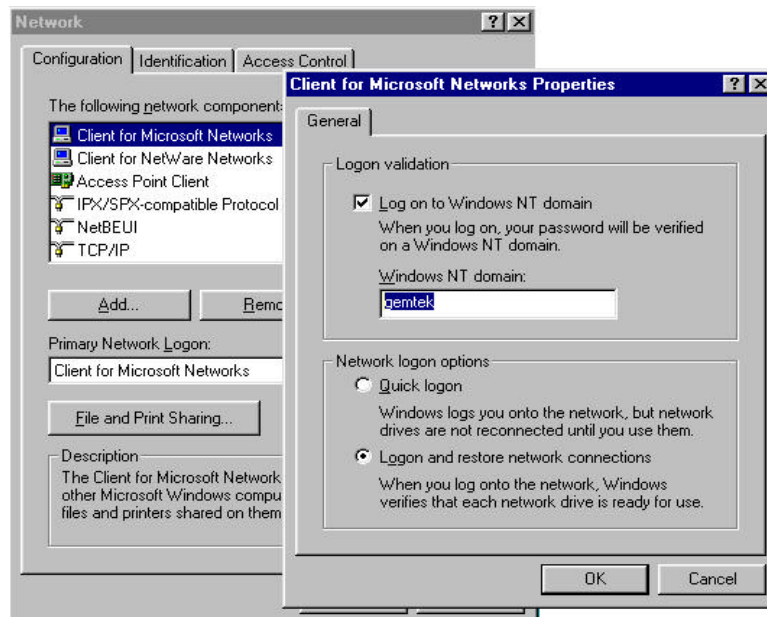 Network
Configuration
Identification
Access Control
The following network component
Client for Microsoft Networks
Client for NetWare Networks
Access Point Client
IPX/SPX-compatible Protocol
NetBEUI
TCP/IP
Add...
Primary Network Logon:
Client for Microsoft Networks
File and Print Sharing...
Description
The Client for Microsoft Network
other Microsoft Windows
files and printers shared on them
Client for Microsoft Networks Properties
General
Logon validation
Log on to Windows NT domain
When you log on, your password will be verified
on a Windows NT domain.
Windows NT domain:
gemtek
Network logon options
Quick logon
Windows logs you onto the network, but network
drives are not reconnected until you use them.
Logon and restore network connections
When you log onto the network, Windows
verifies that each network drive is ready for use.
OK
Cancel